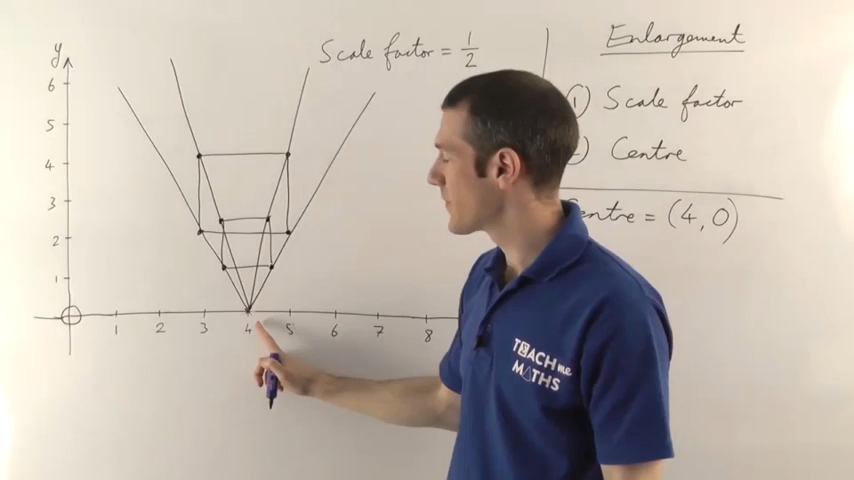 y
6
5
4
3
2
1
1 2 3 4 5 6 7 8
Scale factor = 1/2
Enlargement
1) Scale factor
Centre
Centre = (4,0)
TEACH me
MATHS